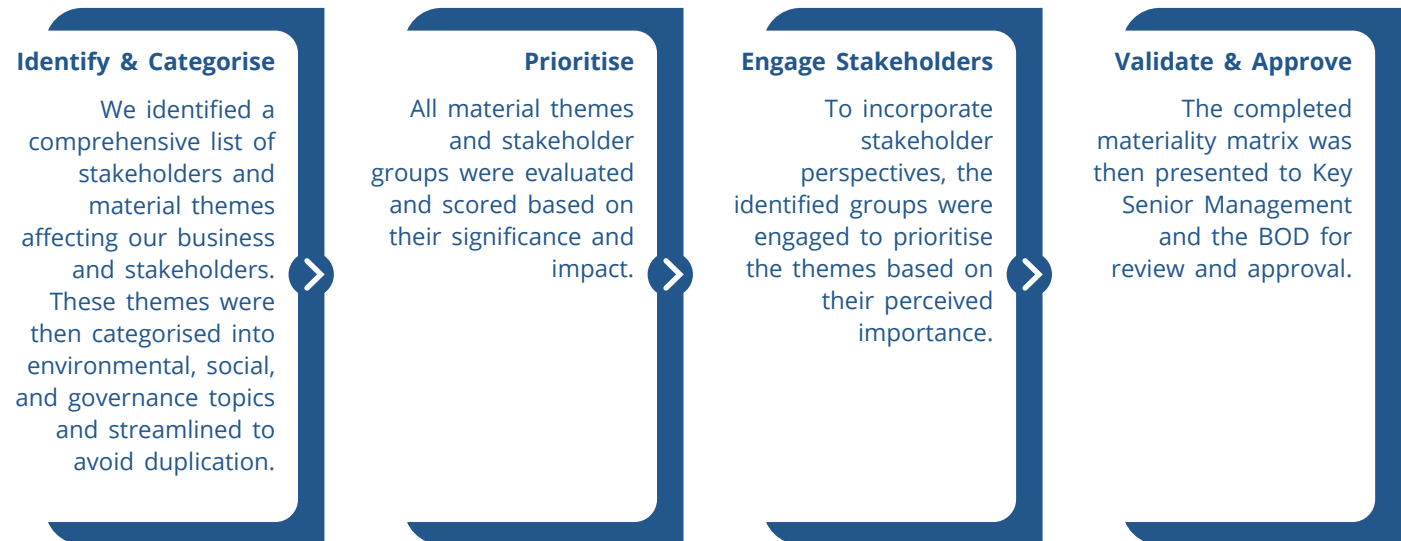 Identify & Categorise
We identified a
comprehensive list of
stakeholders and
material themes
affecting our business
and stakeholders.
These themes were
then categorised into
environmental, social,
and governance topics
and streamlined to
avoid duplication.
Prioritise
All material themes
and stakeholder
groups were evaluated
and scored based on
their significance and
impact.
Engage Stakeholders
To incorporate
stakeholder
perspectives, the
identified groups were
engaged to prioritise
the themes based on
their perceived
importance.
Validate & Approve
The completed
materiality matrix was
then presented to Key
Senior Management
and the BOD for
review and approval.